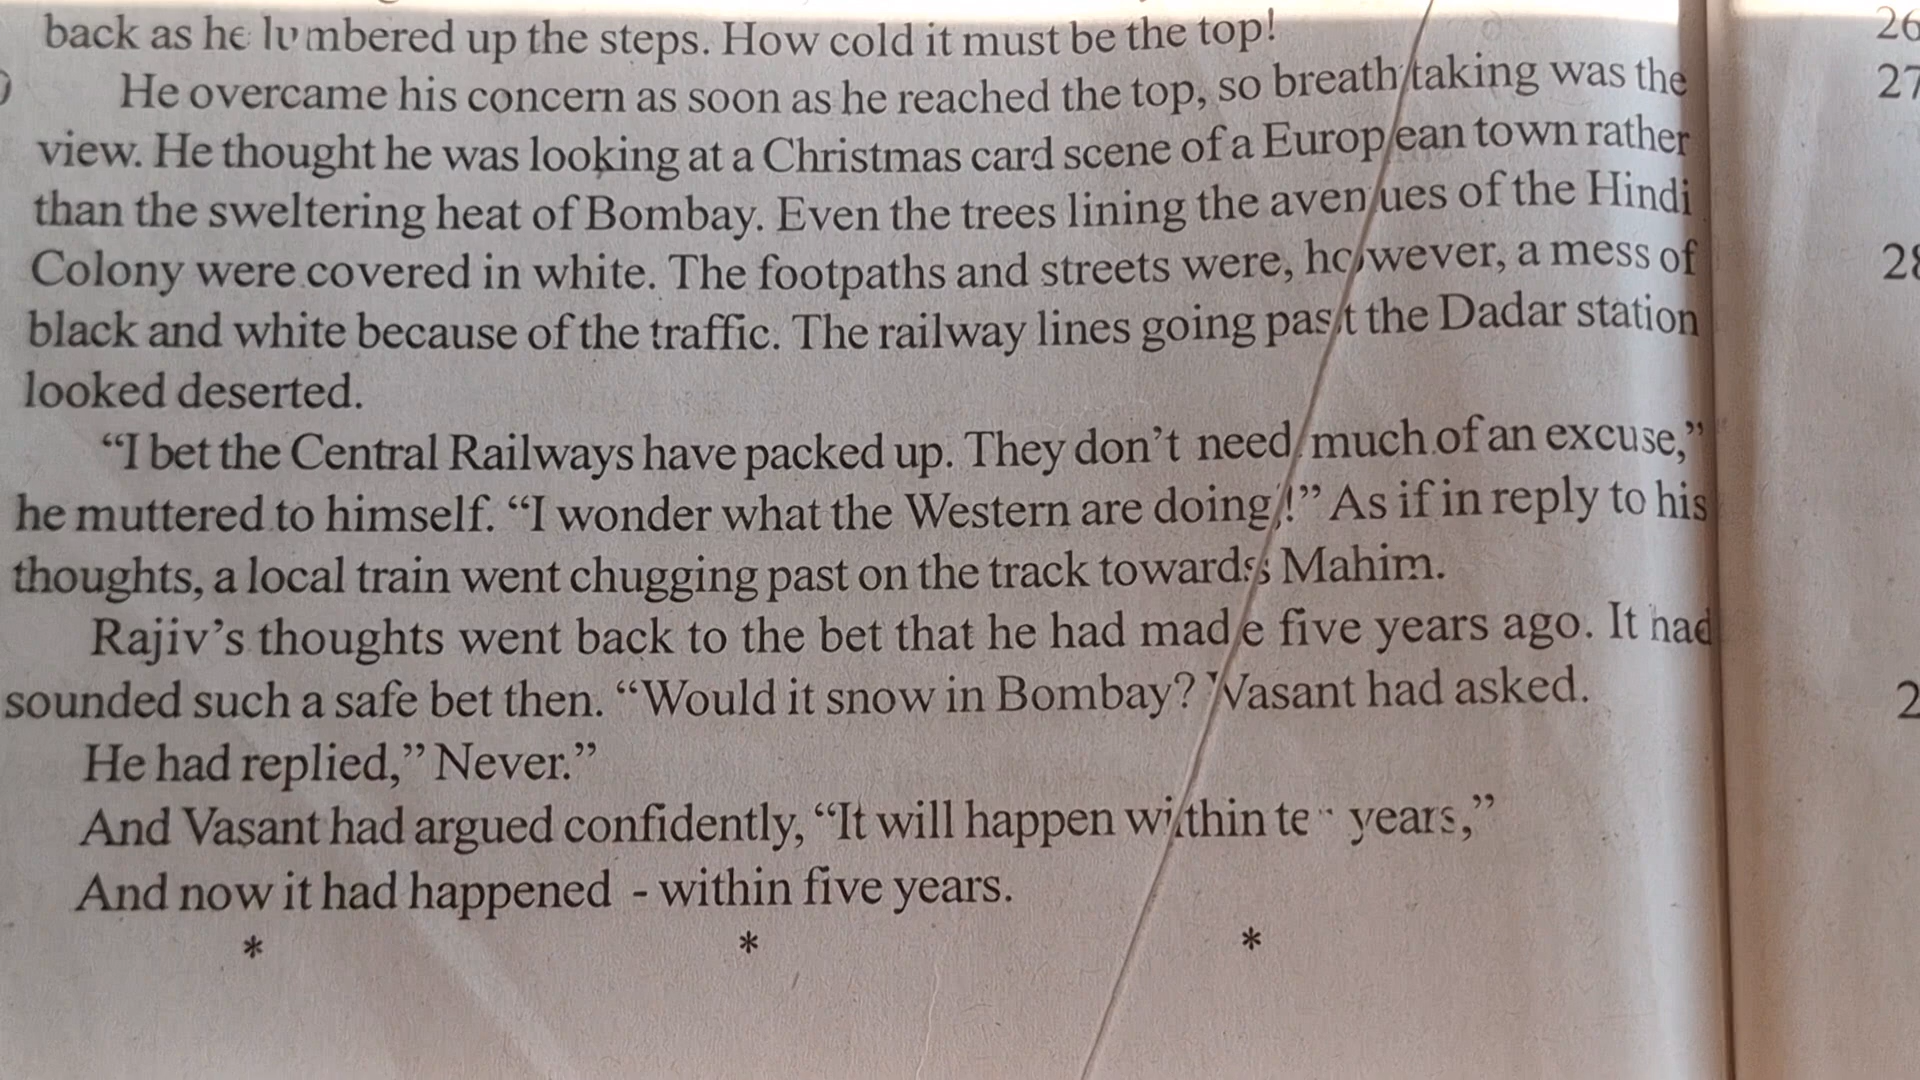 back as he lumbered up the steps. How cold it must be the top!
He overcame his concern as soon as he reached the top, so breathtaking was the
view. He thought he was looking at a Christmas card scene of a European town rather
than the sweltering heat of Bombay. Even the trees lining the avenues of the Hindi
Colony were covered in white. The footpaths and streets were, however, a mess of
black and white because of the traffic. The railway lines going past the Dadar station
looked deserted.
“I bet the Central Railways have packed up. They don’t need much of an excuse,”
he muttered to himself. “I wonder what the Western are doing!” As if in reply to his
thoughts, a local train went chugging past on the track towards Mahim.
Rajiv’s thoughts went back to the bet that he had made five years ago. It had
sounded such a safe bet then. “Would it snow in Bombay? Vasant had asked.
He had replied,” Never.”
And Vasant had argued confidently, “It will happen within years,”
And now it had happened - within five years.
* * *
26
27